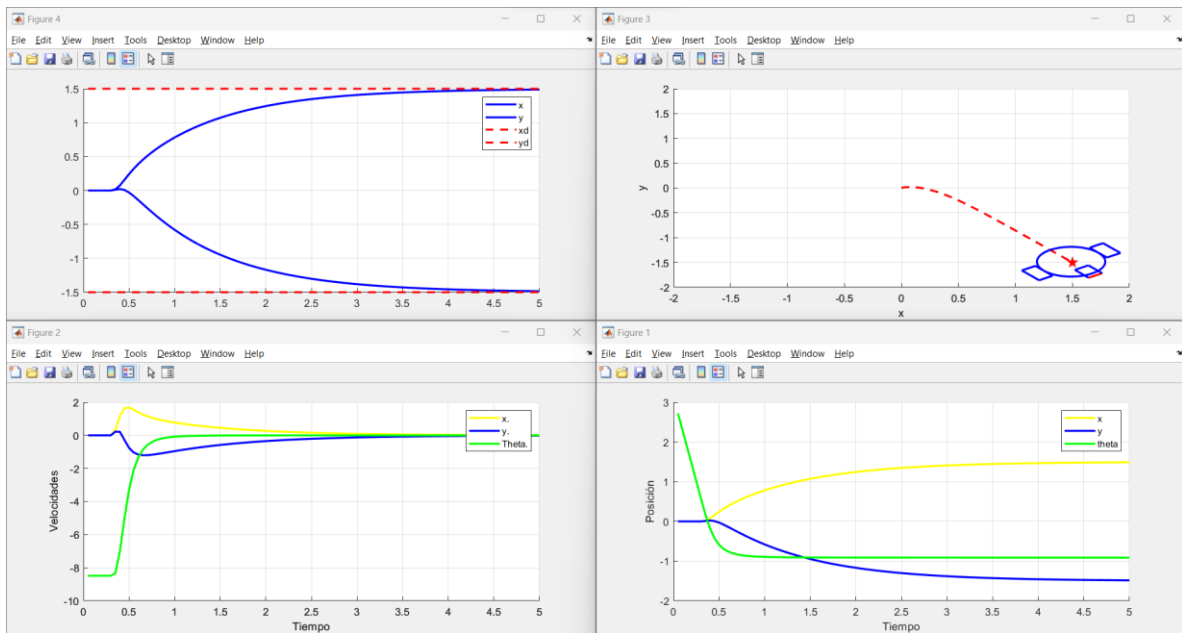 Figure 4
File Edit View Insert Tools Desktop Window Help
1.5
1
0.5
0
-0.5
-1
-1.5
0 0.5 1 1.5 2 2.5 3 3.5 4 4.5 5
x
y
xd
yd
Figure 3
File Edit View Insert Tools Desktop Window Help
2
1.5
1
0.5
0
-0.5
-1
-1.5
-2
y
-2 -1.5 -1 -0.5 0 0.5 1 1.5 2
x
Figure 2
File Edit View Insert Tools Desktop Window Help
2
0
-2
-4
-6
-8
-10
Velocidades
0 0.5 1 1.5 2 2.5 3 3.5 4 4.5 5
Tiempo
x.
y.
Theta.
Figure 1
File Edit View Insert Tools Desktop Window Help
3
2
1
0
-1
-2
Posición
0 0.5 1 1.5 2 2.5 3 3.5 4 4.5 5
Tiempo
x
y
theta